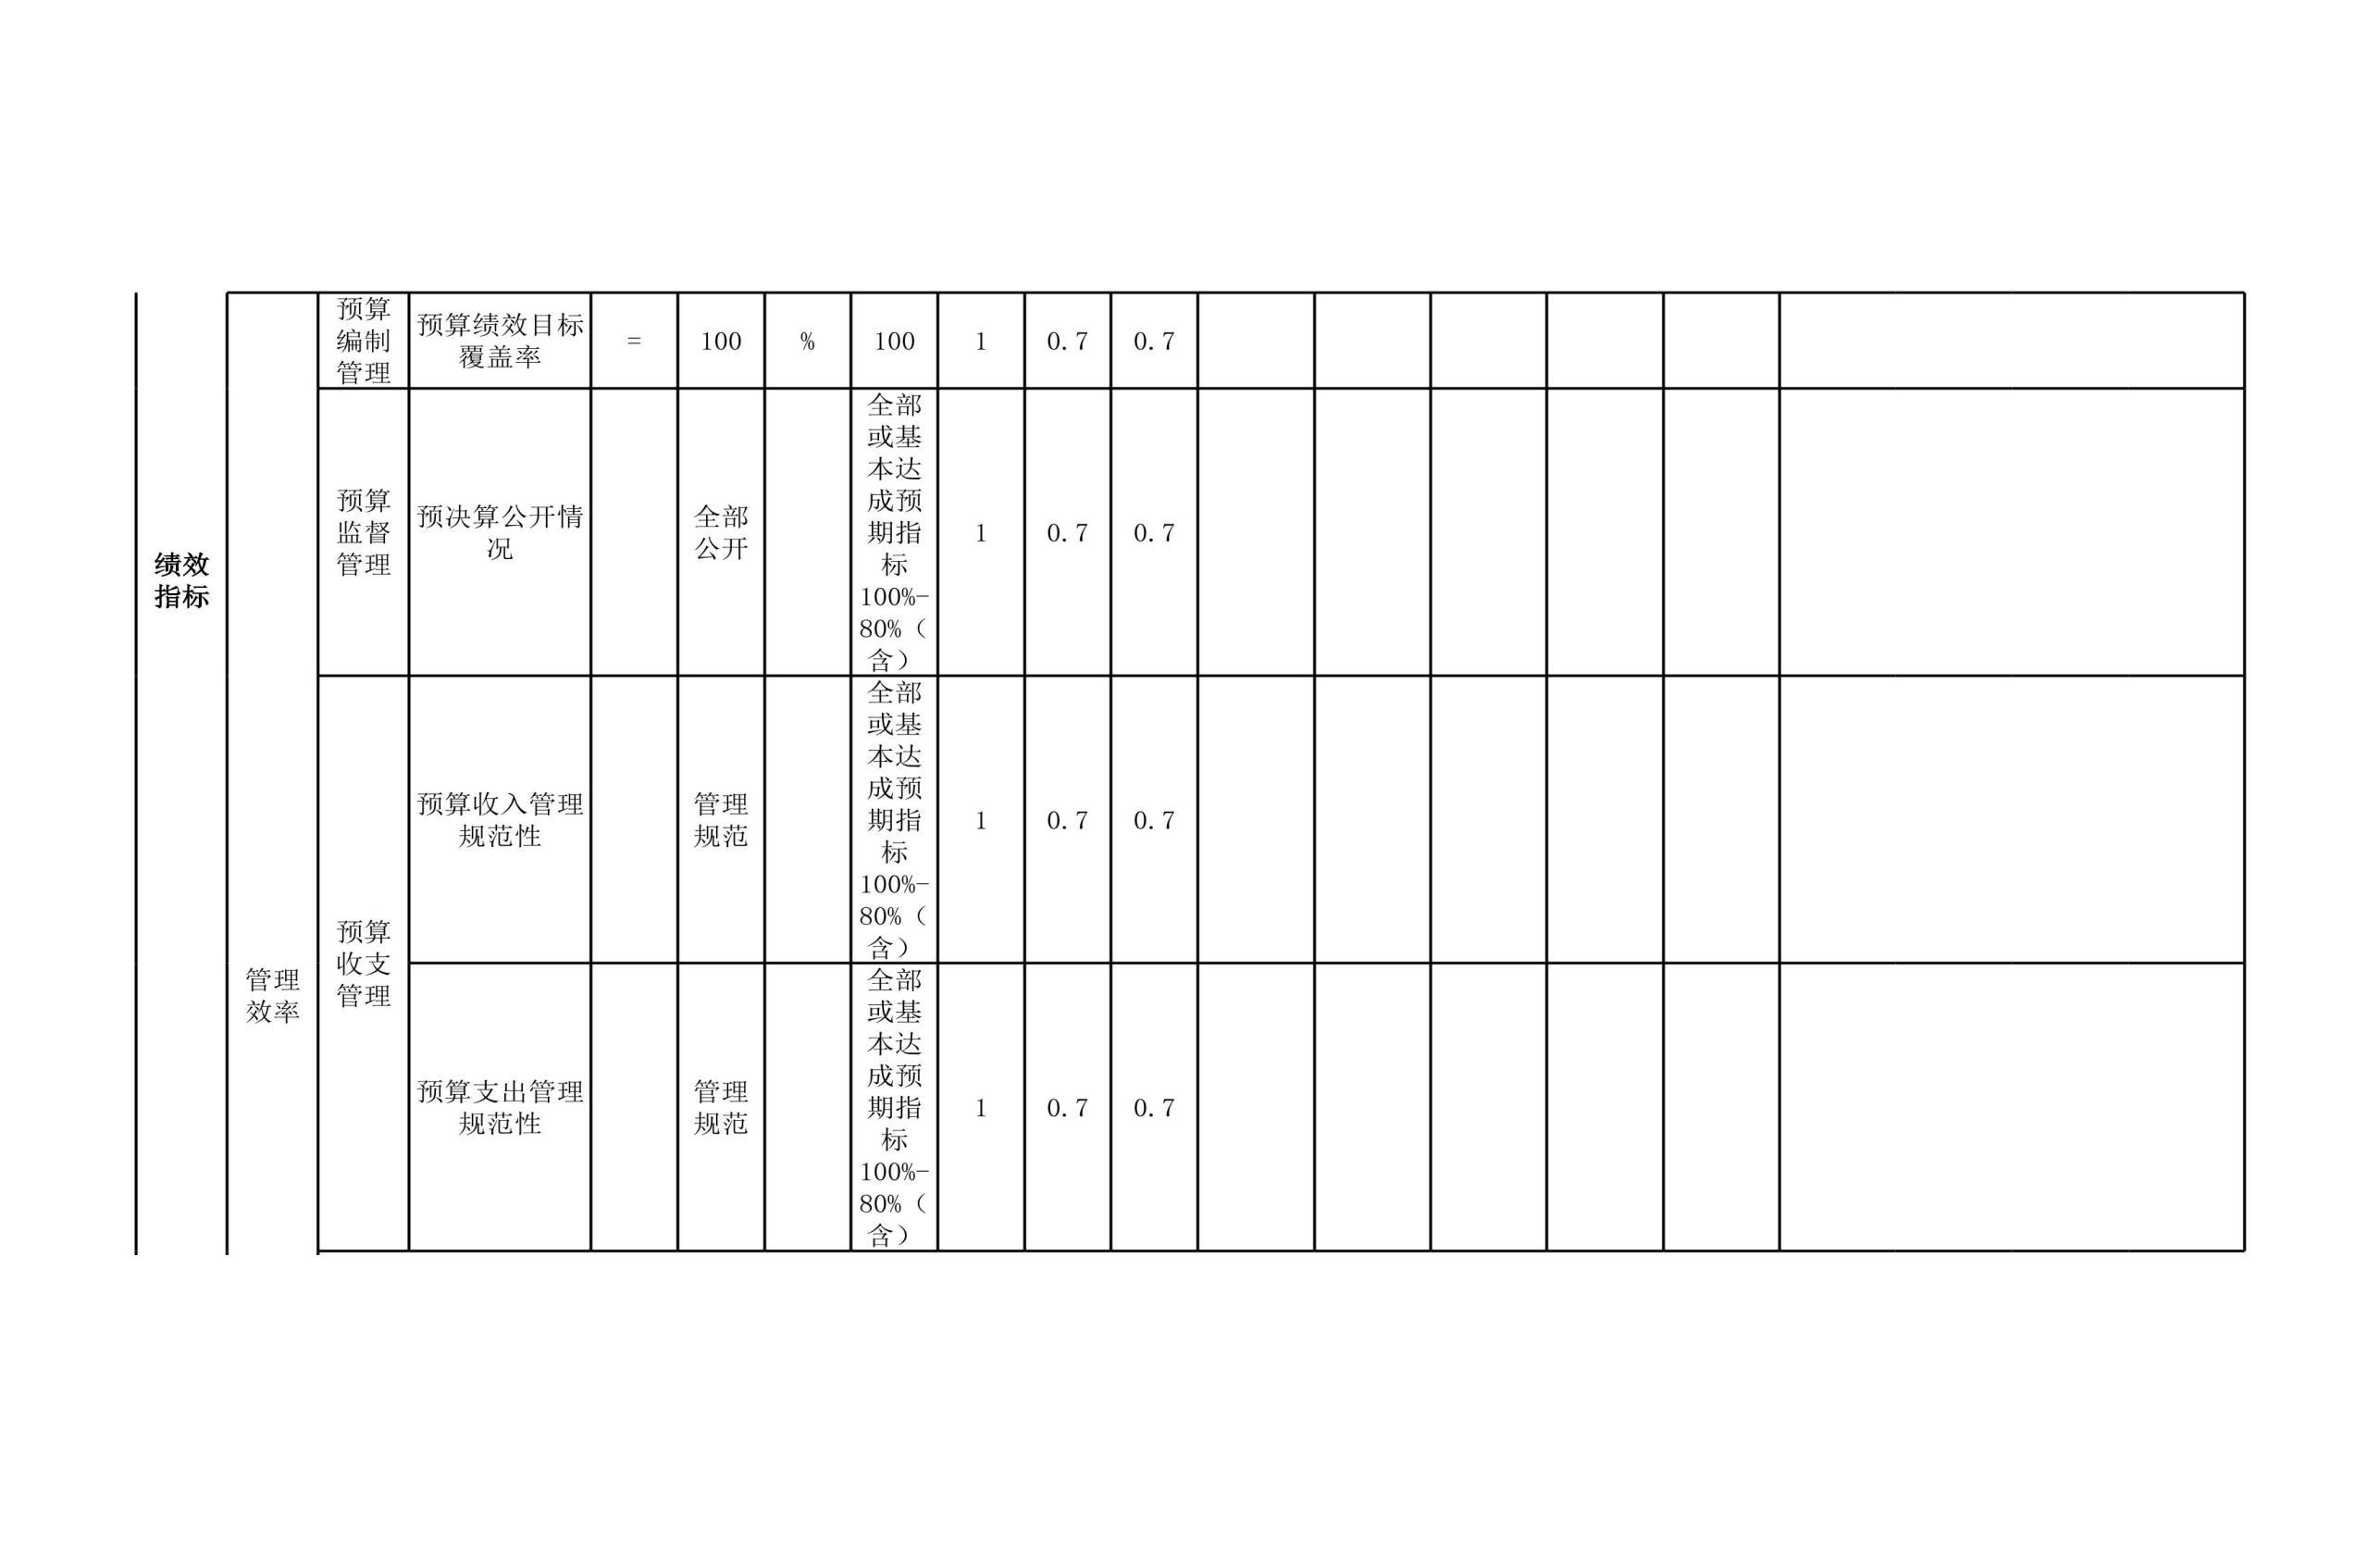 绩效
指标
管理
效率
预算
编制
管理
预算绩效目标
覆盖率
=
100
%
100
1
0.7
0.7
预算
监督
管理
预决算公开情
况
全部
公开
全部
或基
本达
成预
期指
标
100%-
80%（
含）
1
0.7
0.7
预算
收支
管理
预算收入管理
规范性
管理
规范
全部
或基
本达
成预
期指
标
100%-
80%（
含）
1
0.7
0.7
预算支出管理
规范性
管理
规范
全部
或基
本达
成预
期指
标
100%-
80%（
含）
1
0.7
0.7